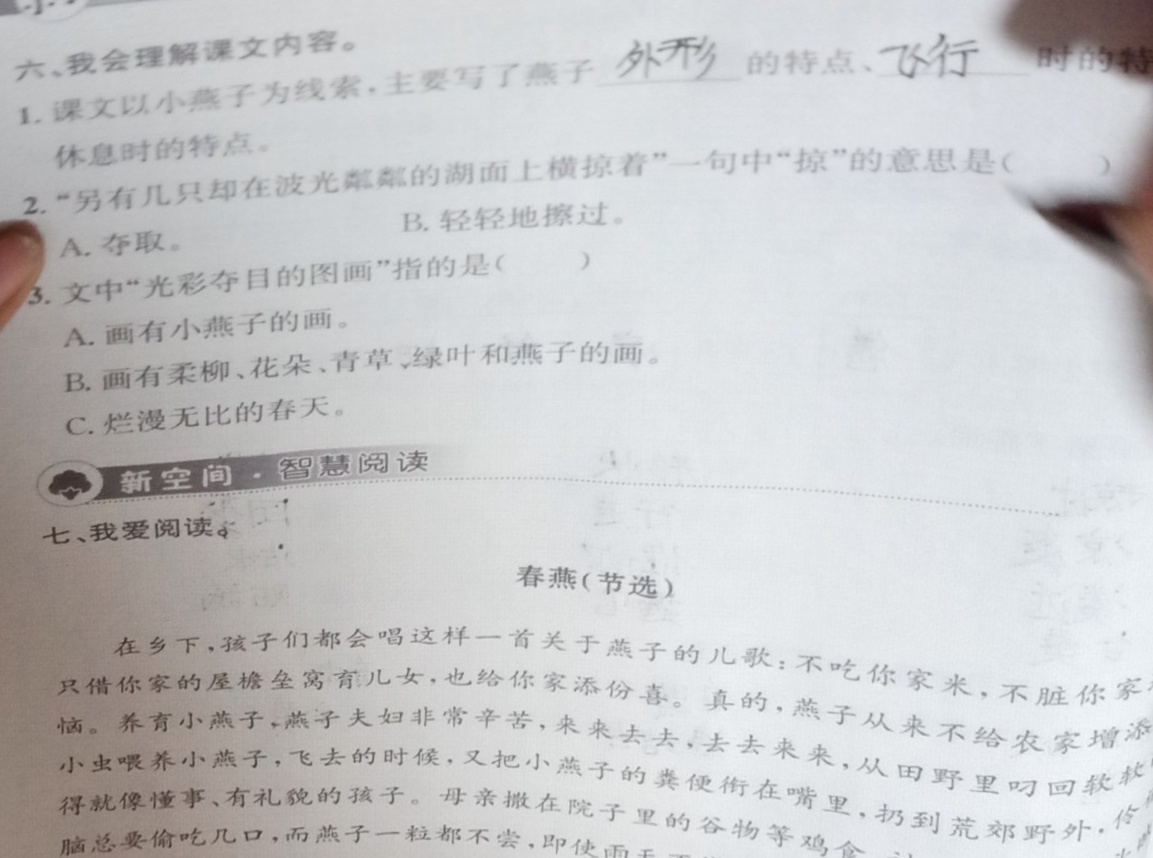 六、我会理解课文内容。
1. 课文以小燕子为线索,主要写了燕子 外形 的特点、飞行 时的特
休息时的特点。
2. “另有几只却在波光粼粼的湖面上横掠着”一句中“掠”的意思是(  )
A. 夺取。 B. 轻轻地擦过。
3. 文中“光彩夺目的图画”指的是(  )
A. 画有小燕子的画。
B. 画有柔柳、花朵、青草、绿叶和燕子的画。
C. 烂漫无比的春天。
新空间·智慧阅读
七、我爱阅读。
春燕(节选)
在乡下,孩子们都会唱这样一首关于燕子的儿歌:不吃你家米,不脏你家
只借你家的屋檐垒窝育儿女,也给你家添份喜。真的,燕子从来不给农家增添
恼。养育小燕子,燕子夫妇非常辛苦,来来去去,去去来来,从田野里叼回软软
小虫喂养小燕子,飞去的时候,又把小燕子的粪便衔在嘴里,扔到荒郊野外,伶
得就像懂事、有礼貌的孩子。母亲撒在院子里的谷物等鸡食
脑总要偷吃几口,而燕子一粒都不尝,即使雨天